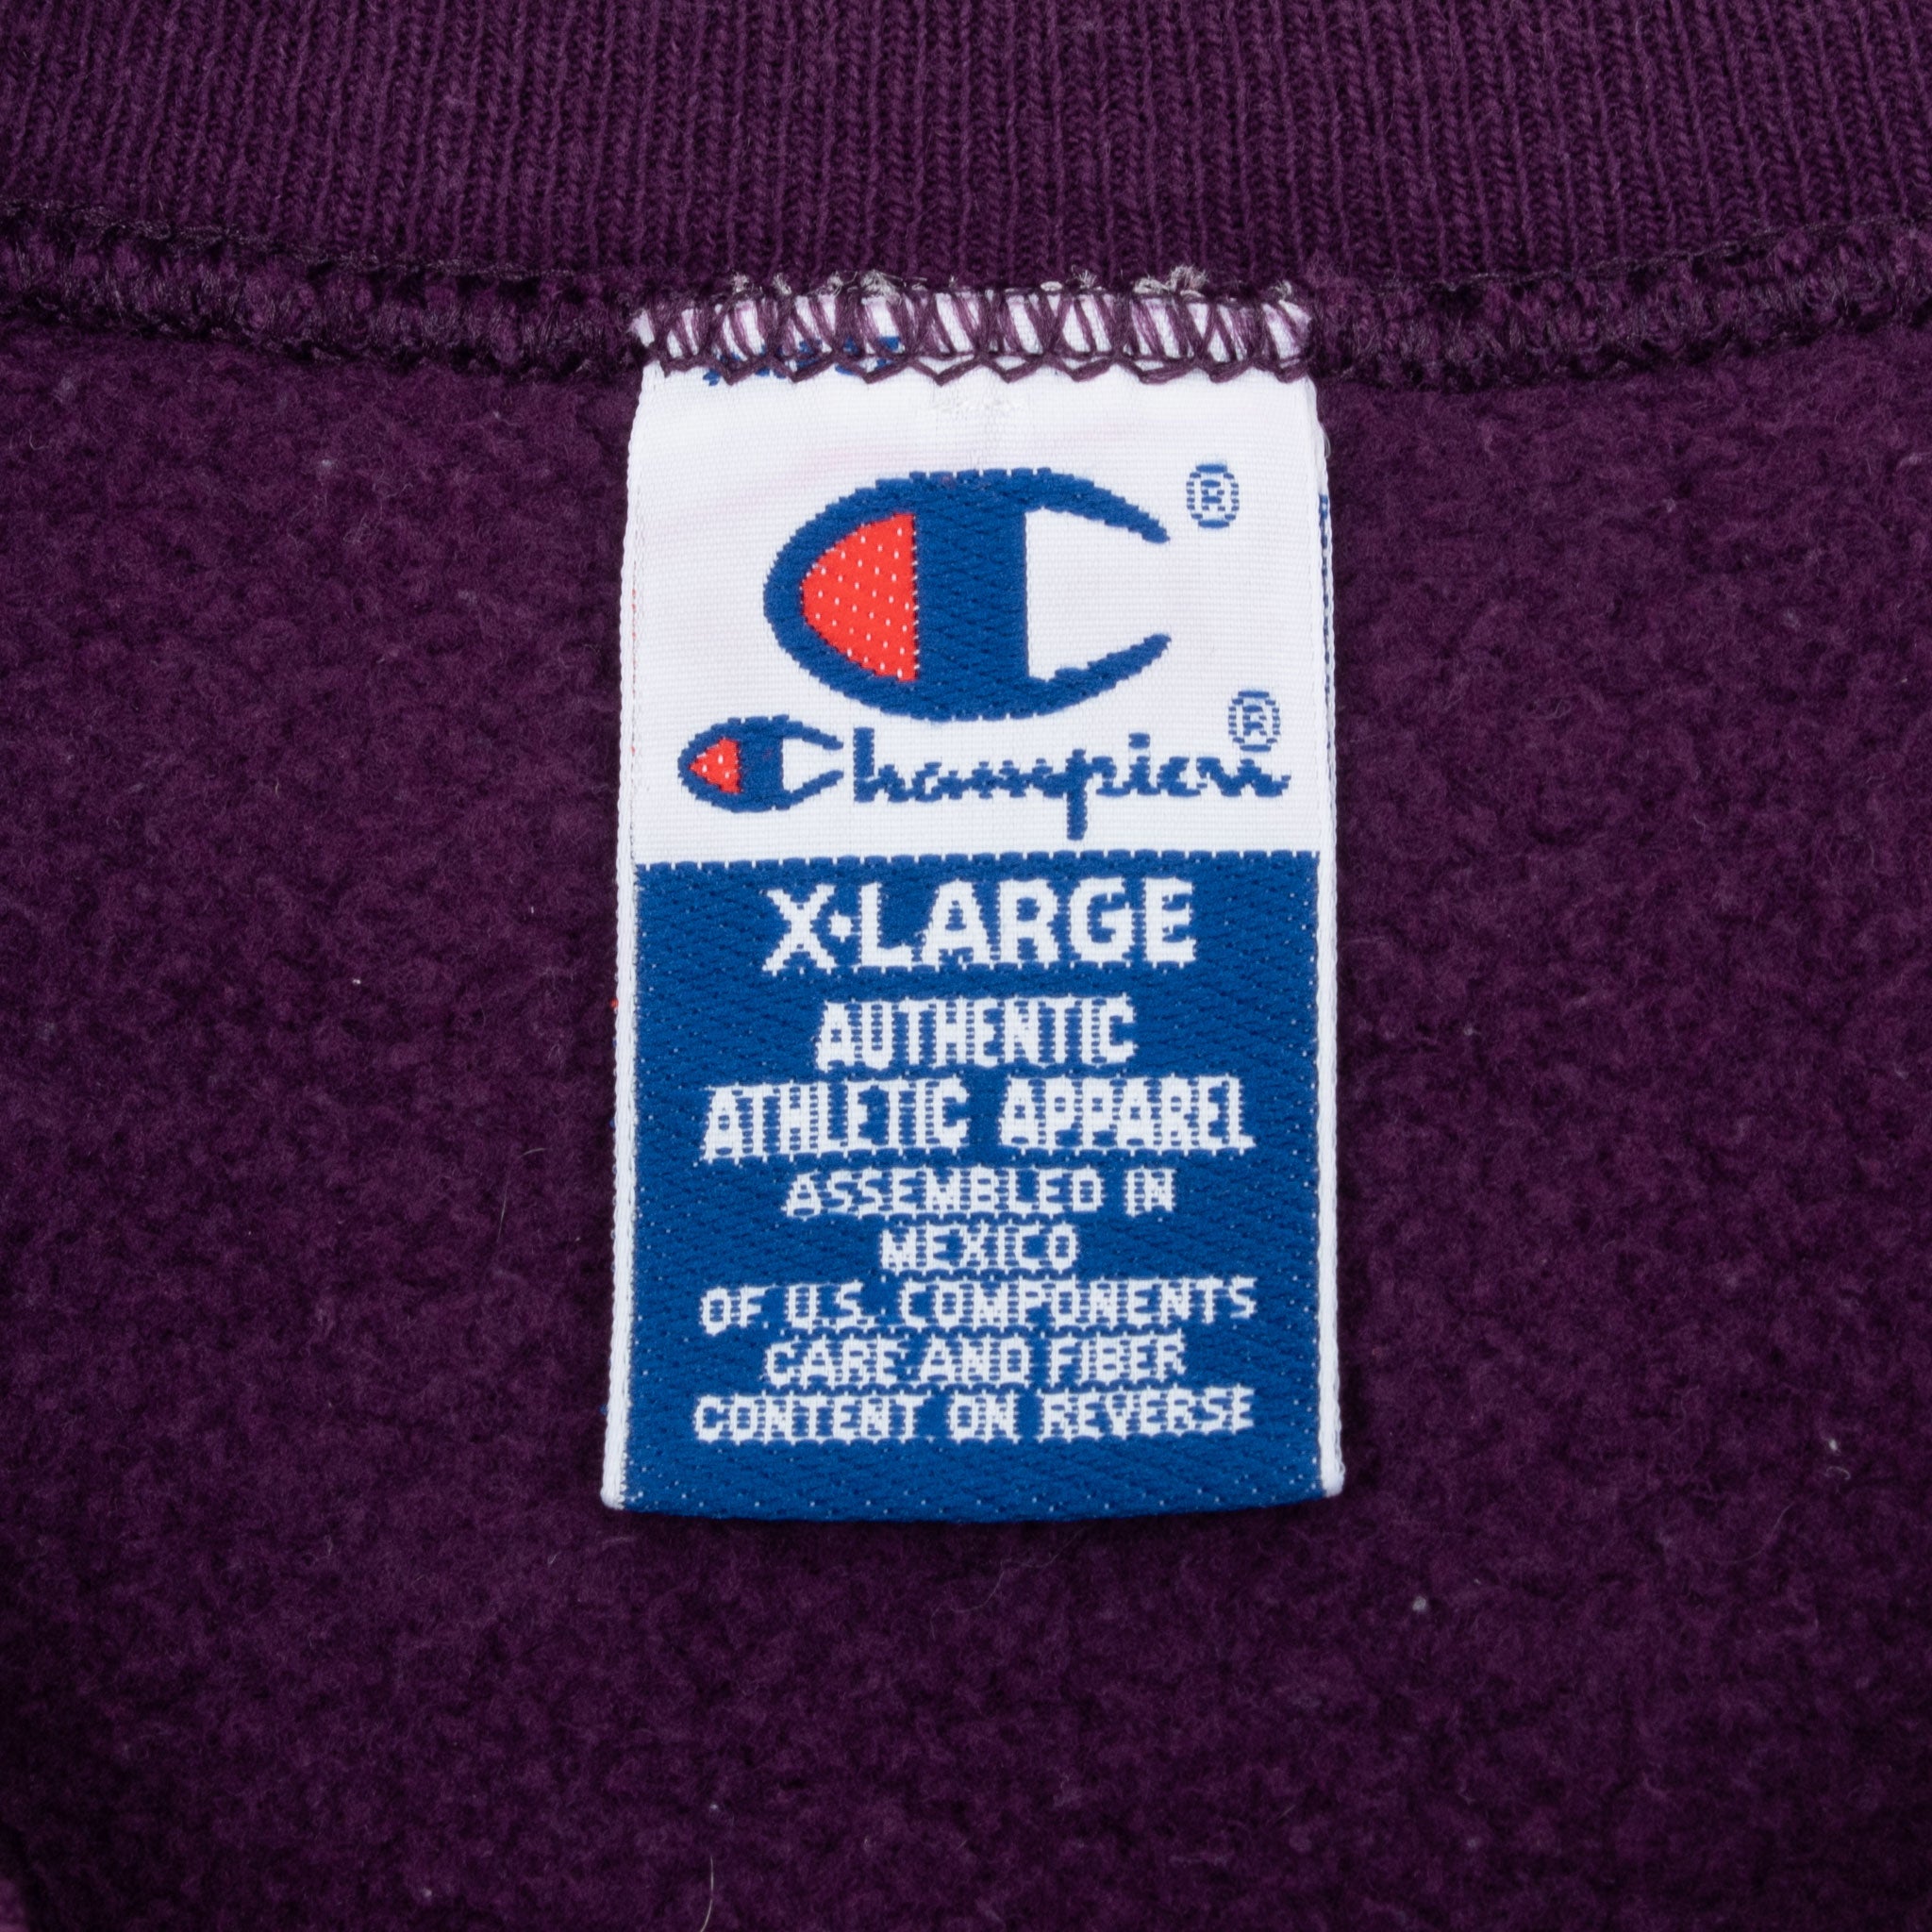 ®
Champion®
X·LARGE
AUTHENTIC
ATHLETIC APPAREL
ASSEMBLED IN
MEXICO
OF U.S. COMPONENTS
CARE AND FIBER
CONTENT ON REVERSE